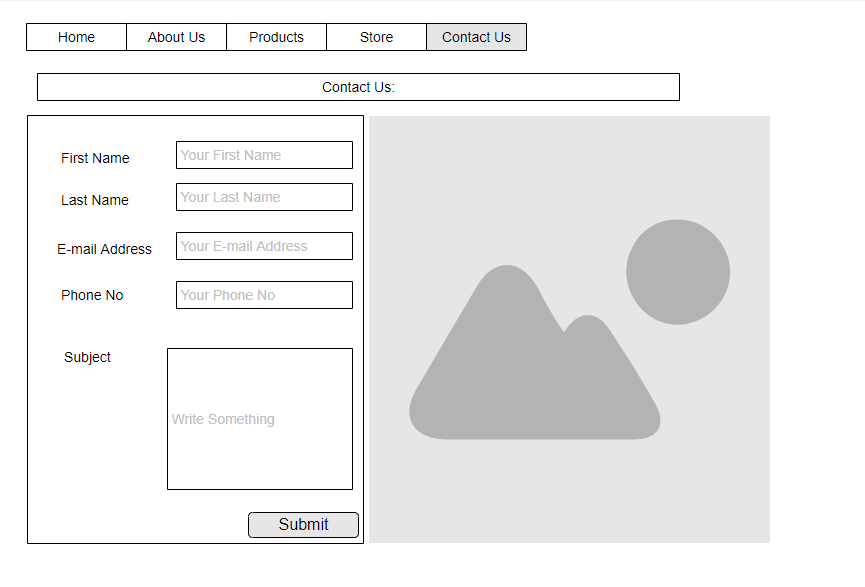 Home About Us Products Store Contact Us
Contact Us:
First Name Your First Name
Last Name Your Last Name
E-mail Address Your E-mail Address
Phone No Your Phone No
Subject
Write Something
Submit